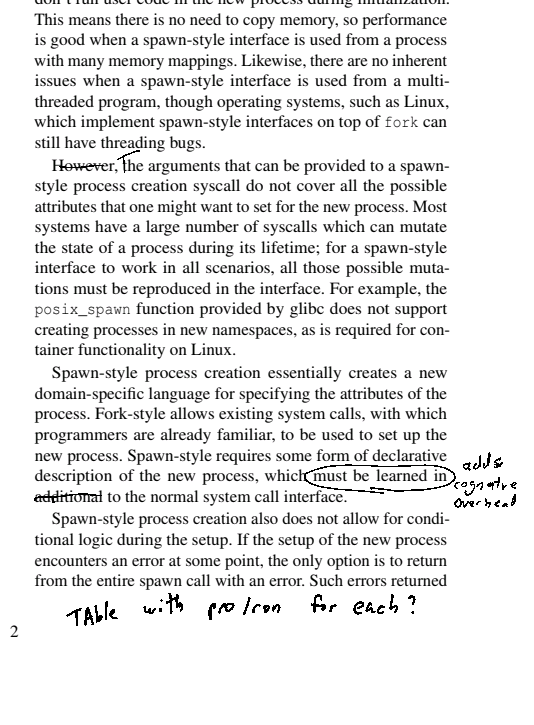 don't run user code in the new process during initialization.
This means there is no need to copy memory, so performance
is good when a spawn-style interface is used from a process
with many memory mappings. Likewise, there are no inherent
issues when a spawn-style interface is used from a multi-
threaded program, though operating systems, such as Linux,
which implement spawn-style interfaces on top of fork can
still have threading bugs.
However, the arguments that can be provided to a spawn-
style process creation syscall do not cover all the possible
attributes that one might want to set for the new process. Most
systems have a large number of syscalls which can mutate
the state of a process during its lifetime; for a spawn-style
interface to work in all scenarios, all those possible muta-
tions must be reproduced in the interface. For example, the
posix_spawn function provided by glibc does not support
creating processes in new namespaces, as is required for con-
tainer functionality on Linux.
Spawn-style process creation essentially creates a new
domain-specific language for specifying the attributes of the
process. Fork-style allows existing system calls, with which
programmers are already familiar, to be used to set up the
new process. Spawn-style requires some form of declarative
description of the new process, which must be learned in
additional to the normal system call interface.
adds
cognative
overhead
Spawn-style process creation also does not allow for condi-
tional logic during the setup. If the setup of the new process
encounters an error at some point, the only option is to return
from the entire spawn call with an error. Such errors returned
TAble with pro/con for each?
2